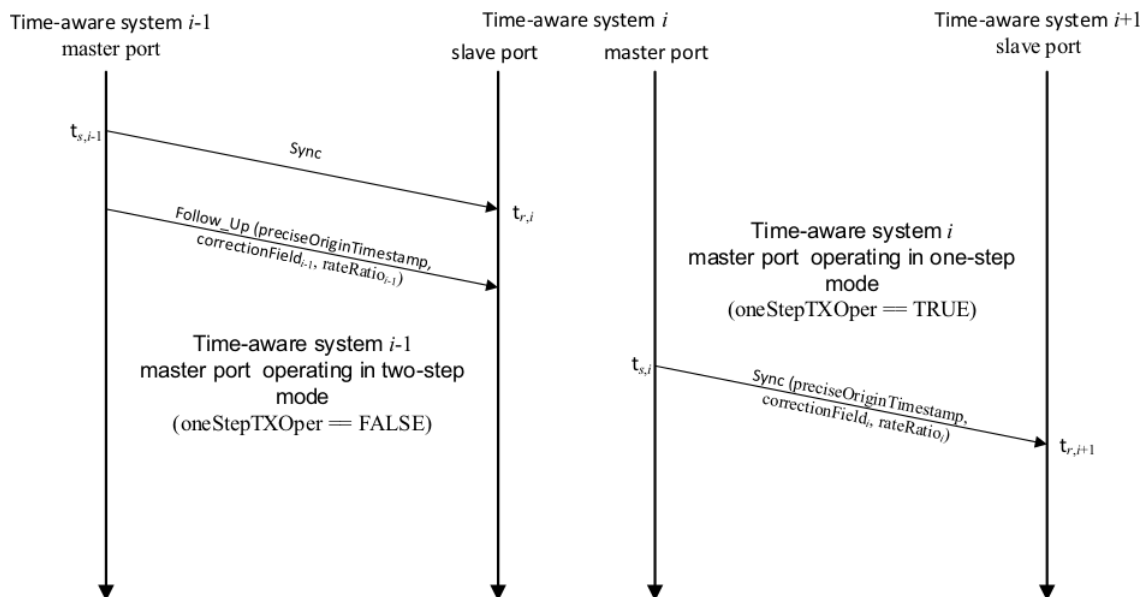 Time-aware system i-1
master port
Time-aware system i
slave port
master port
Time-aware system i+1
slave port
ts,i-1
Sync
tr,i
Follow_Up (preciseOriginTimestamp,
correctionFieldi-1, rateRatioi-1)
Time-aware system i
master port operating in one-step
mode
(oneStepTXOper == TRUE)
Time-aware system i-1
master port operating in two-step
mode
(oneStepTXOper == FALSE)
ts,i
Sync (preciseOriginTimestamp,
correctionFieldi, rateRatioi)
tr,i+1